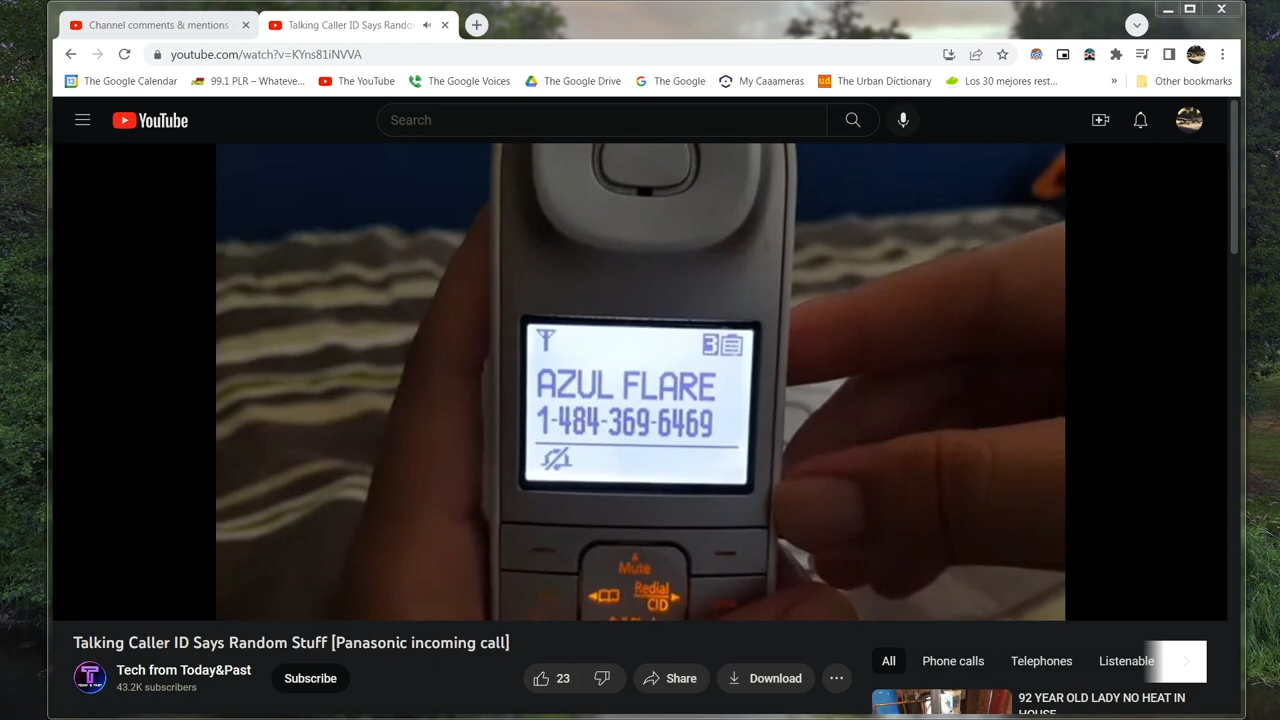 Channel comments & mentions
Talking Caller ID Says Rando
youtube.com/watch?v=KYns81iNVVA
The Google Calendar
99.1 PLR – Whateve...
The YouTube
The Google Voices
The Google Drive
The Google
My Caaameras
The Urban Dictionary
Los 30 mejores rest...
»
Other bookmarks
YouTube
Search
3
AZUL FLARE
1-484-369-6469
Mute
Redial
CID
Talking Caller ID Says Random Stuff [Panasonic incoming call]
Tech from Today&Past
43.2K subscribers
Subscribe
23
Share
Download
All
Phone calls
Telephones
Listenable
92 YEAR OLD LADY NO HEAT IN
HOUSE